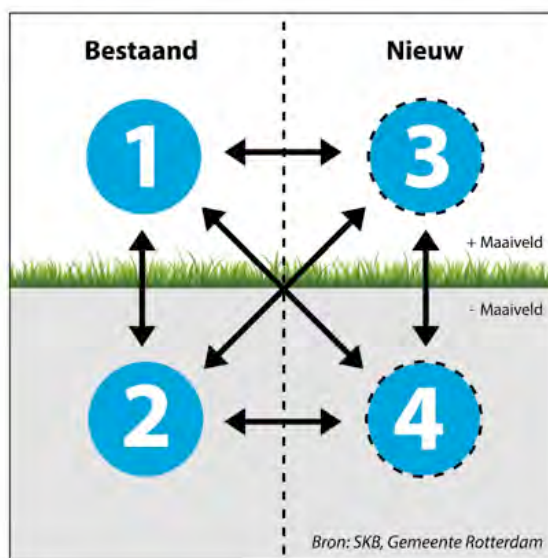 Bestaand Nieuw
1 3
+ Maaiveld
- Maaiveld
2 4
Bron: SKB, Gemeente Rotterdam